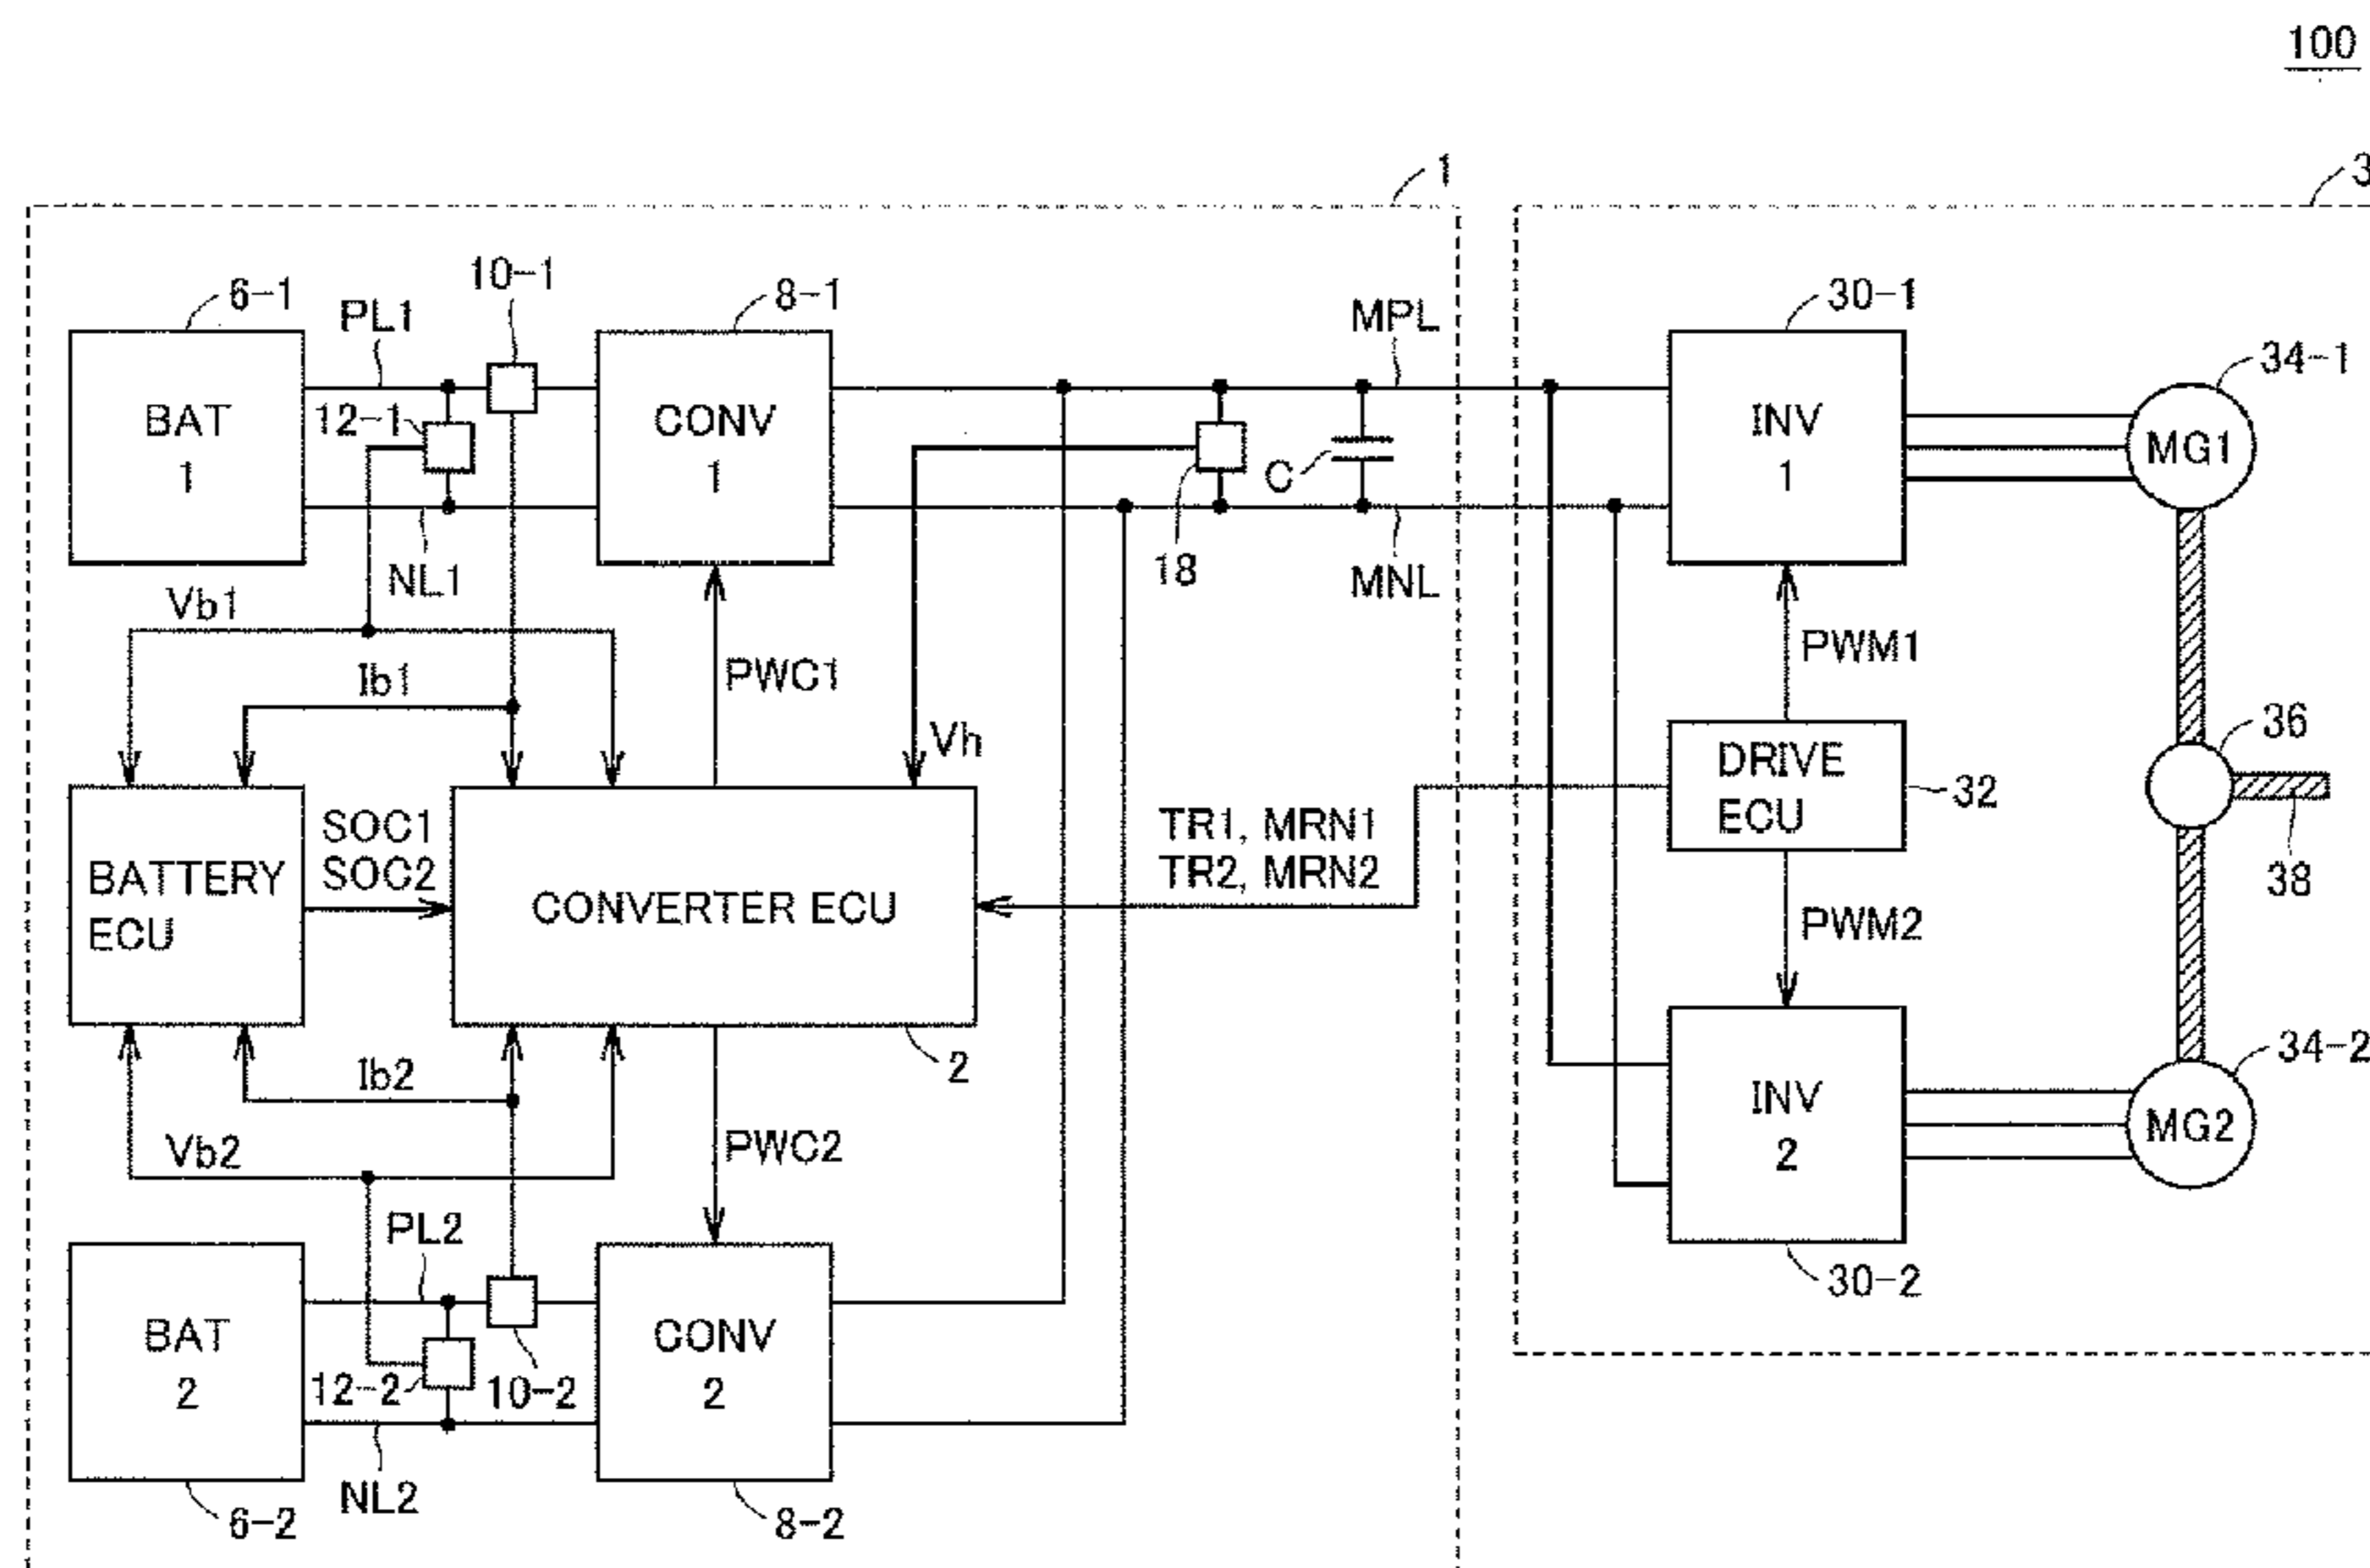 100
1
3
6-1
PL1
10-1
8-1
MPL
30-1
34-1
BAT
1
12-1
CONV
1
C
18
INV
1
MG1
NL1
MNL
Vb1
Ib1
PWC1
Vh
PWM1
36
BATTERY
ECU
SOC1
SOC2
CONVERTER ECU
TR1, MRN1
TR2, MRN2
DRIVE
ECU
32
38
PWM2
2
Ib2
Vb2
PWC2
34-2
INV
2
MG2
30-2
PL2
BAT
2
12-2
10-2
CONV
2
NL2
6-2
8-2